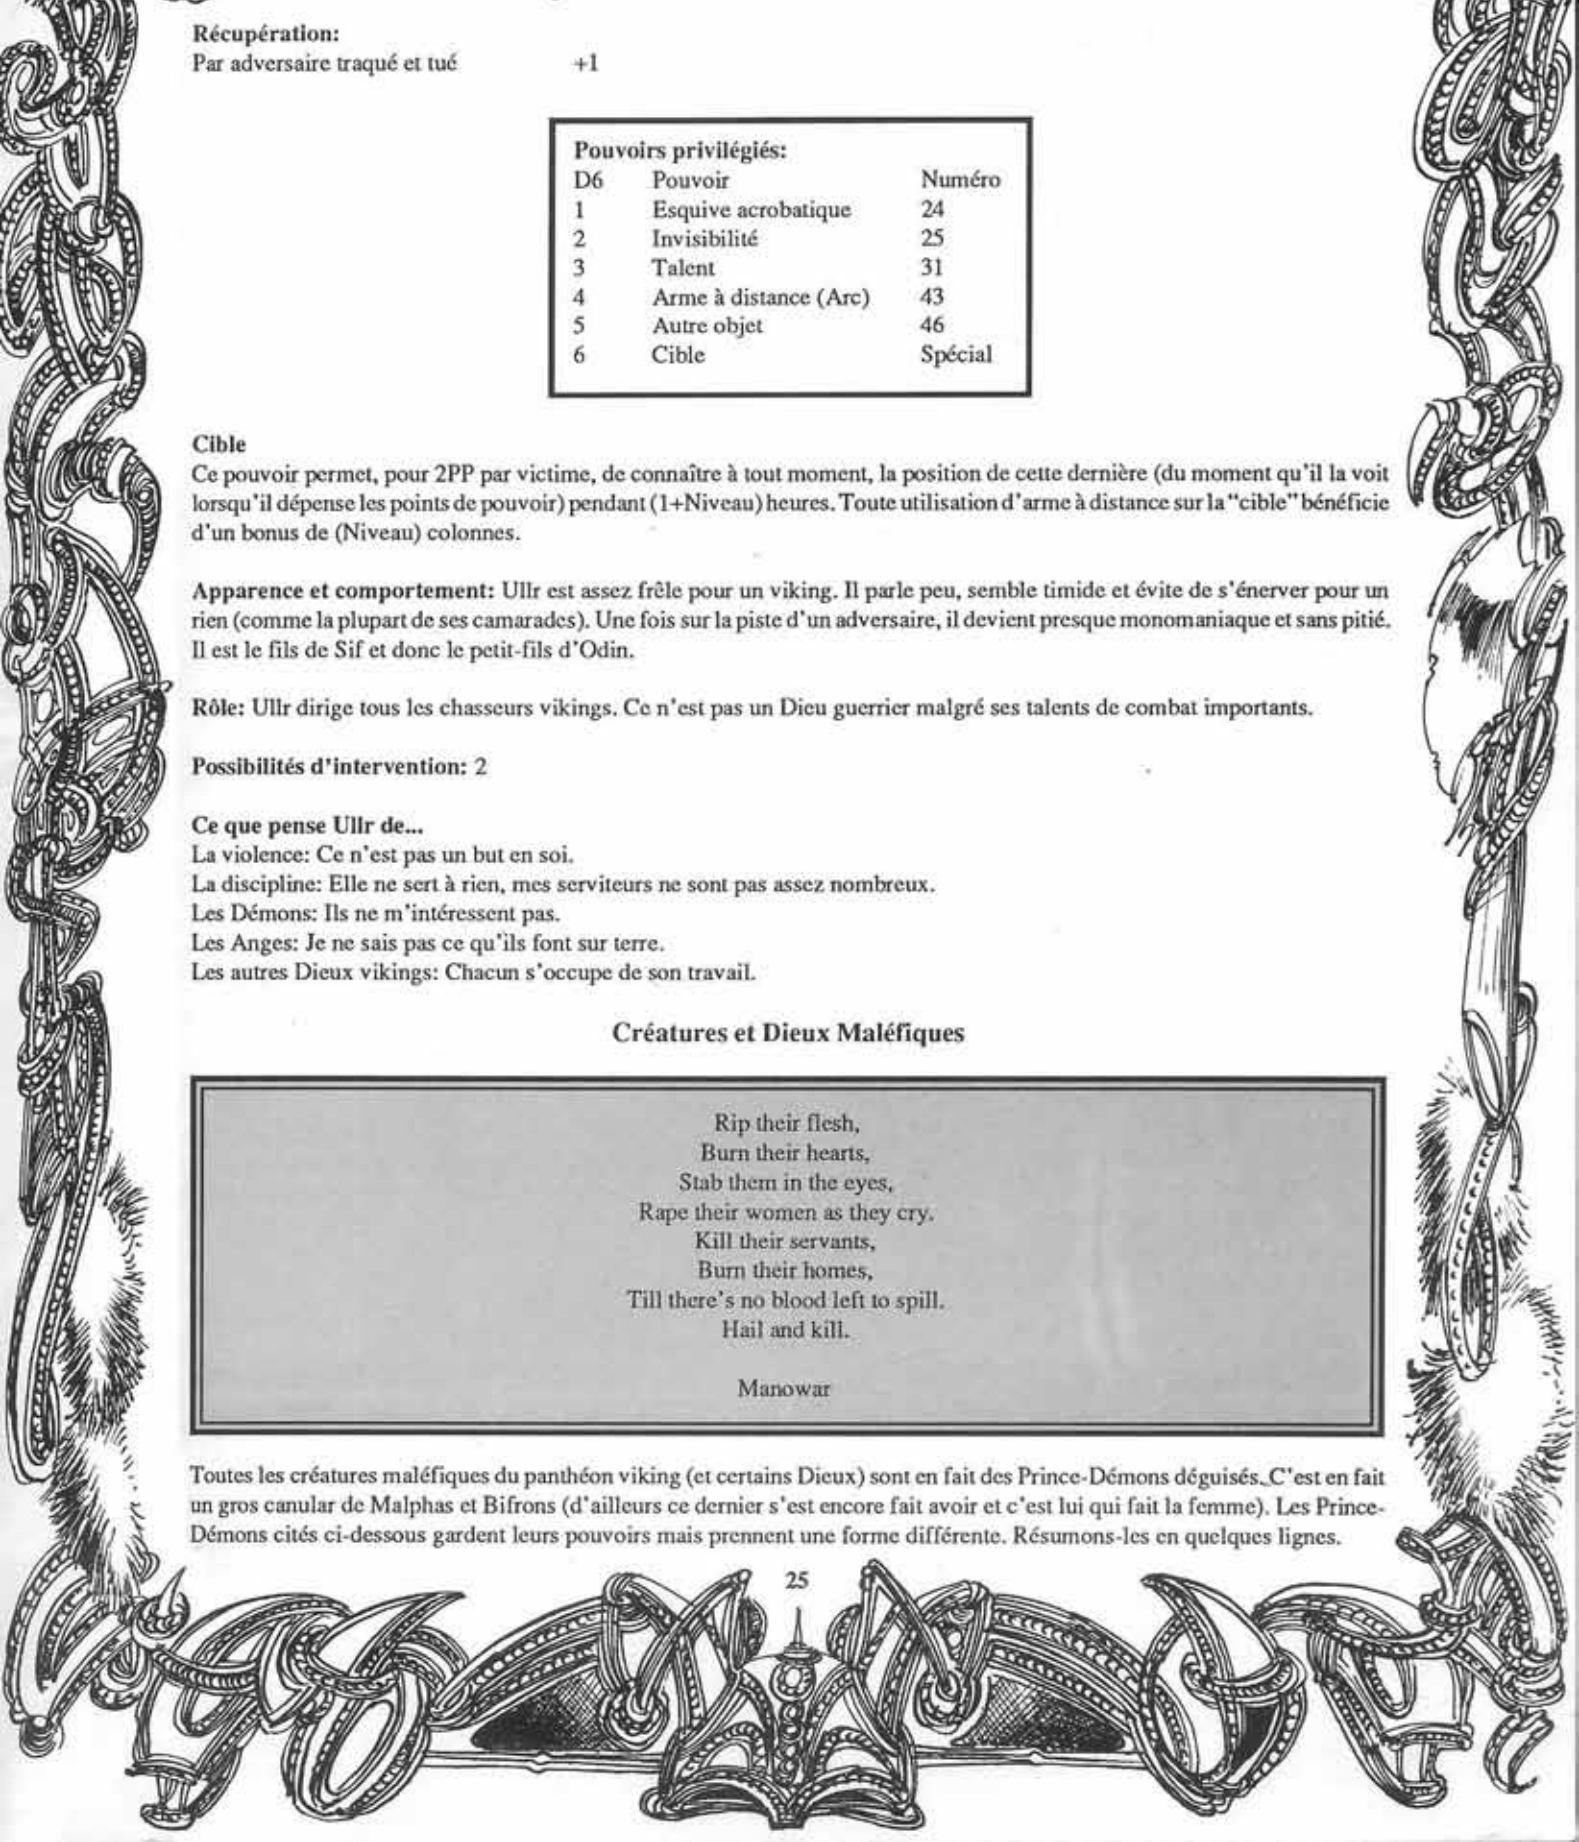 Récupération:
Par adversaire traqué et tué +1
Pouvoirs privilégiés:
D6 Pouvoir Numéro
1 Esquive acrobatique 24
2 Invisibilité 25
3 Talent 31
4 Arme à distance (Arc) 43
5 Autre objet 46
6 Cible Spécial
Cible
Ce pouvoir permet, pour 2PP par victime, de connaître à tout moment, la position de cette dernière (du moment qu'il la voit
lorsqu'il dépense les points de pouvoir) pendant (1+Niveau) heures. Toute utilisation d'arme à distance sur la "cible" bénéficie
d'un bonus de (Niveau) colonnes.
Apparence et comportement: Ullr est assez frêle pour un viking. Il parle peu, semble timide et évite de s'énerver pour un
rien (comme la plupart de ses camarades). Une fois sur la piste d'un adversaire, il devient presque monomaniaque et sans pitié.
Il est le fils de Sif et donc le petit-fils d'Odin.
Rôle: Ullr dirige tous les chasseurs vikings. Ce n'est pas un Dieu guerrier malgré ses talents de combat importants.
Possibilités d'intervention: 2
Ce que pense Ullr de...
La violence: Ce n'est pas un but en soi.
La discipline: Elle ne sert à rien, mes serviteurs ne sont pas assez nombreux.
Les Démons: Ils ne m'intéressent pas.
Les Anges: Je ne sais pas ce qu'ils font sur terre.
Les autres Dieux vikings: Chacun s'occupe de son travail.
Créatures et Dieux Maléfiques
Rip their flesh,
Burn their hearts,
Stab them in the eyes,
Rape their women as they cry.
Kill their servants,
Burn their homes,
Till there's no blood left to spill.
Hail and kill.
Manowar
Toutes les créatures maléfiques du panthéon viking (et certains Dieux) sont en fait des Prince-Démons déguisés. C'est en fait
un gros canular de Malphas et Bifrons (d'ailleurs ce dernier s'est encore fait avoir et c'est lui qui fait la femme). Les Prince-
Démons cités ci-dessous gardent leurs pouvoirs mais prennent une forme différente. Résumons-les en quelques lignes.
25